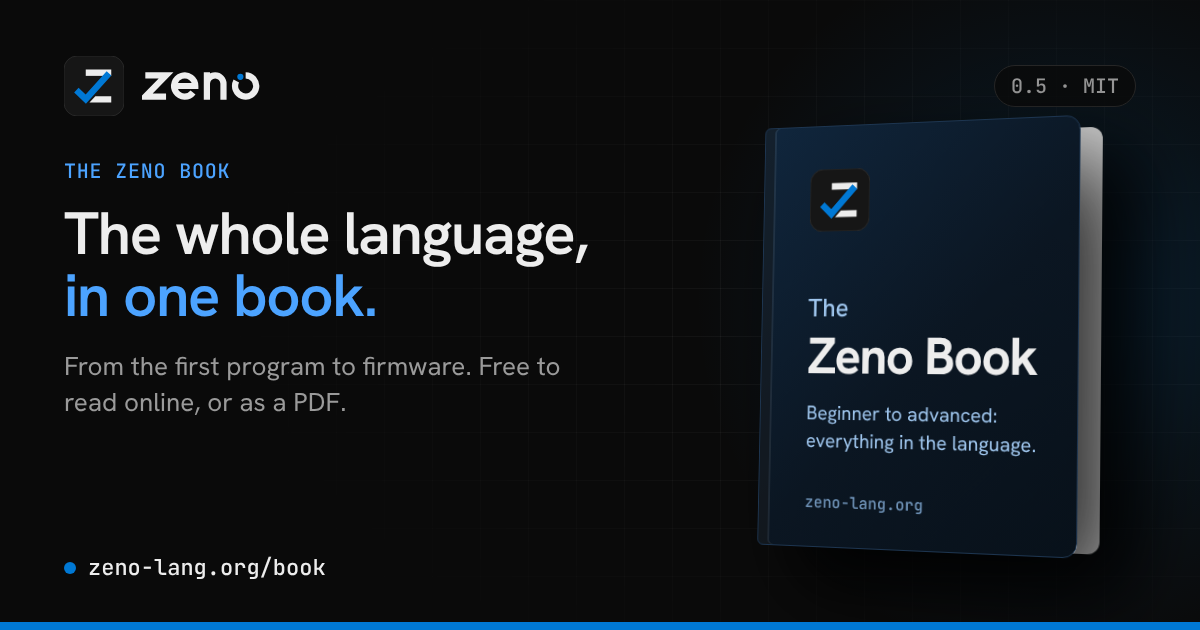 zeno
0.5 · MIT
THE ZENO BOOK
The whole language,
in one book.
From the first program to firmware. Free to
read online, or as a PDF.
zeno-lang.org/book
The
Zeno Book
Beginner to advanced:
everything in the language.
zeno-lang.org